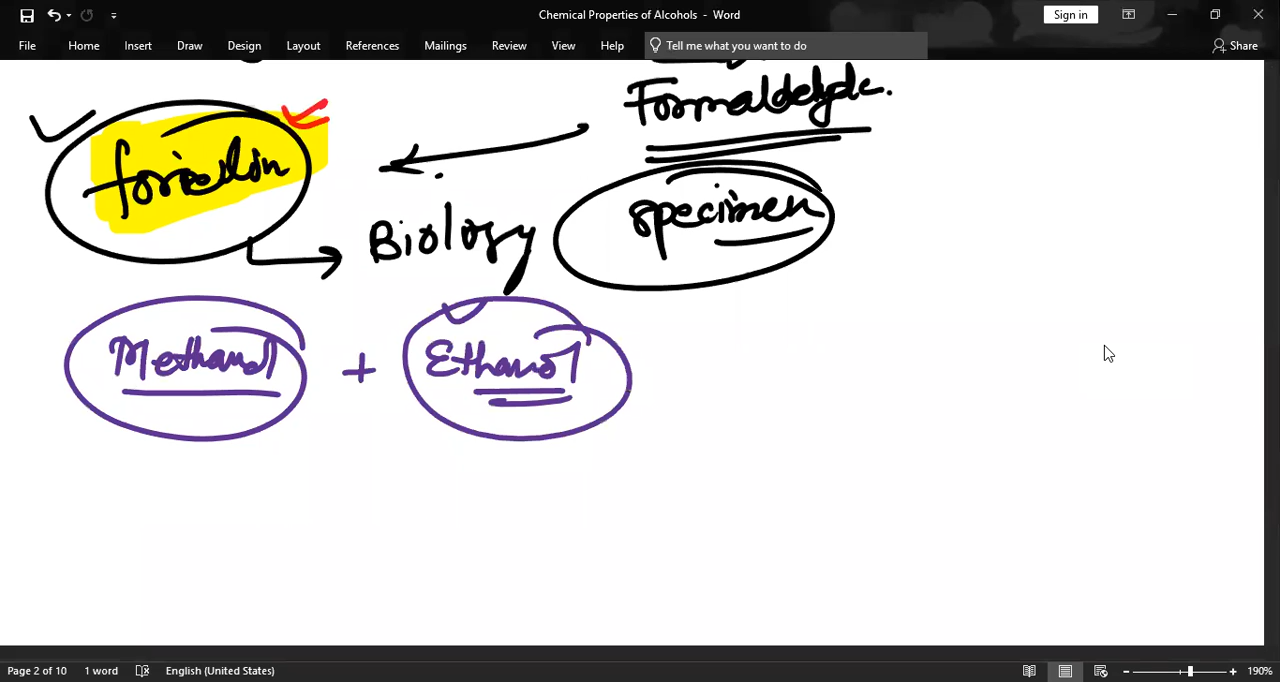 Chemical Properties of Alcohols - Word
Sign in
File Home Insert Draw Design Layout References Mailings Review View Help Tell me what you want to do Share
Formaldehyde.
specimen
Biology
Methanol + Ethanol
Page 2 of 10 1 word English (United States) 190%